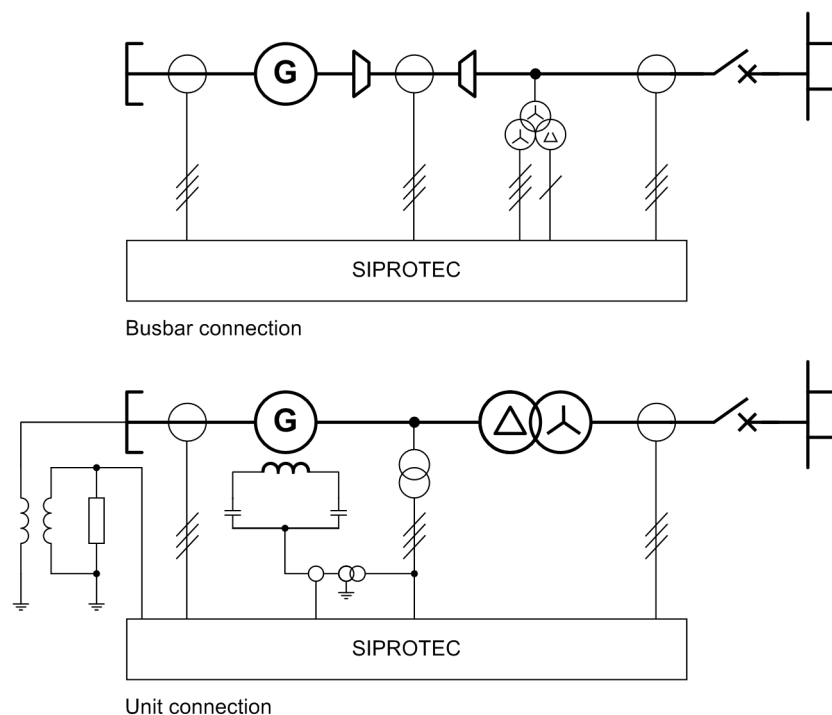 G
SIPROTEC
Busbar connection
G
SIPROTEC
Unit connection